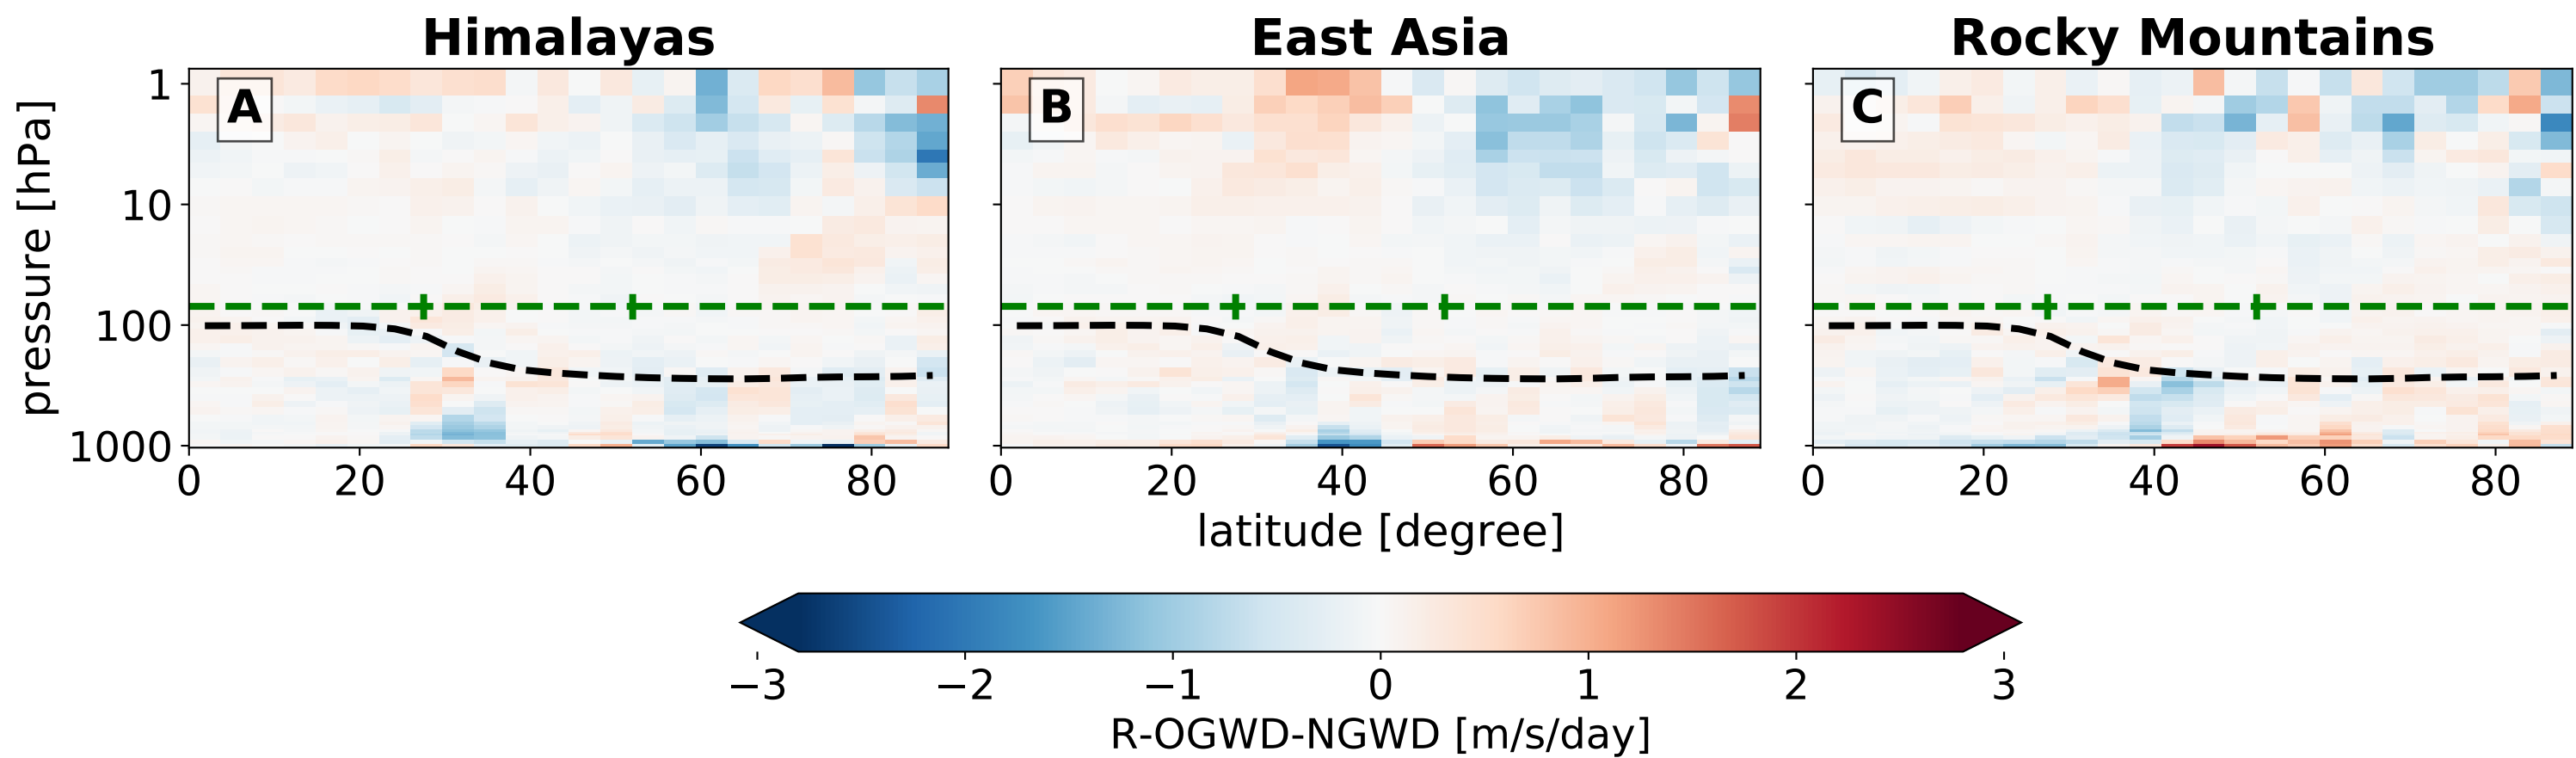 Himalayas East Asia Rocky Mountains
A B C
pressure [hPa]
1
10
100
1000
0 20 40 60 80 0 20 40 60 80 0 20 40 60 80
latitude [degree]
−3 −2 −1 0 1 2 3
R-OGWD-NGWD [m/s/day]